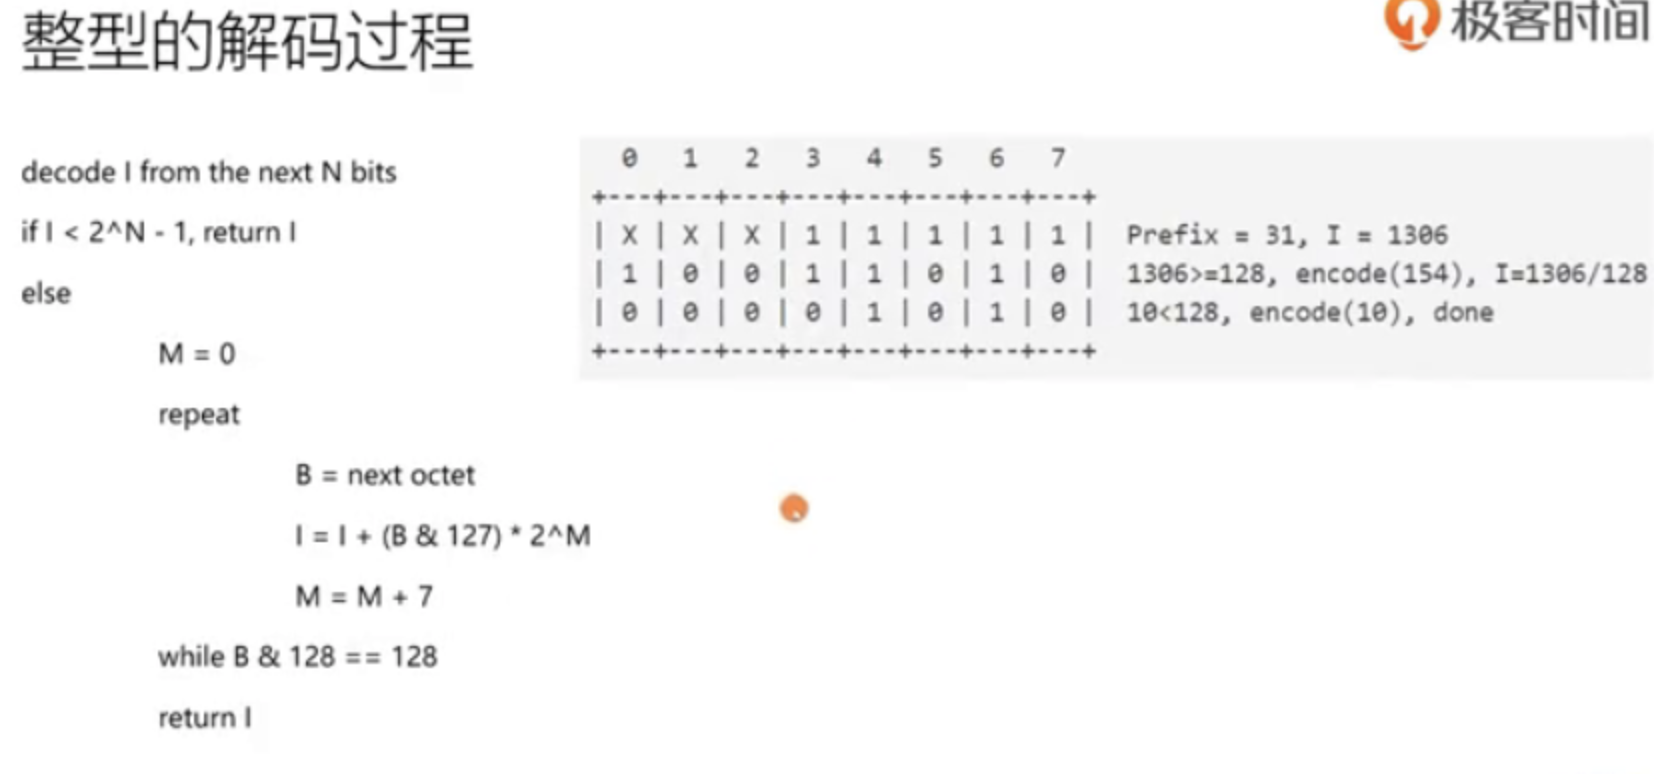 整型的解码过程
极客时间
decode I from the next N bits
if I < 2^N - 1, return I
else
M = 0
repeat
B = next octet
I = I + (B & 127) * 2^M
M = M + 7
while B & 128 == 128
return I
0 1 2 3 4 5 6 7
+---+---+---+---+---+---+---+---+
| X | X | X | 1 | 1 | 1 | 1 | 1 | Prefix = 31, I = 1306
| 1 | 0 | 0 | 1 | 1 | 0 | 1 | 0 | 1306>=128, encode(154), I=1306/128
| 0 | 0 | 0 | 0 | 1 | 0 | 1 | 0 | 10<128, encode(10), done
+---+---+---+---+---+---+---+---+